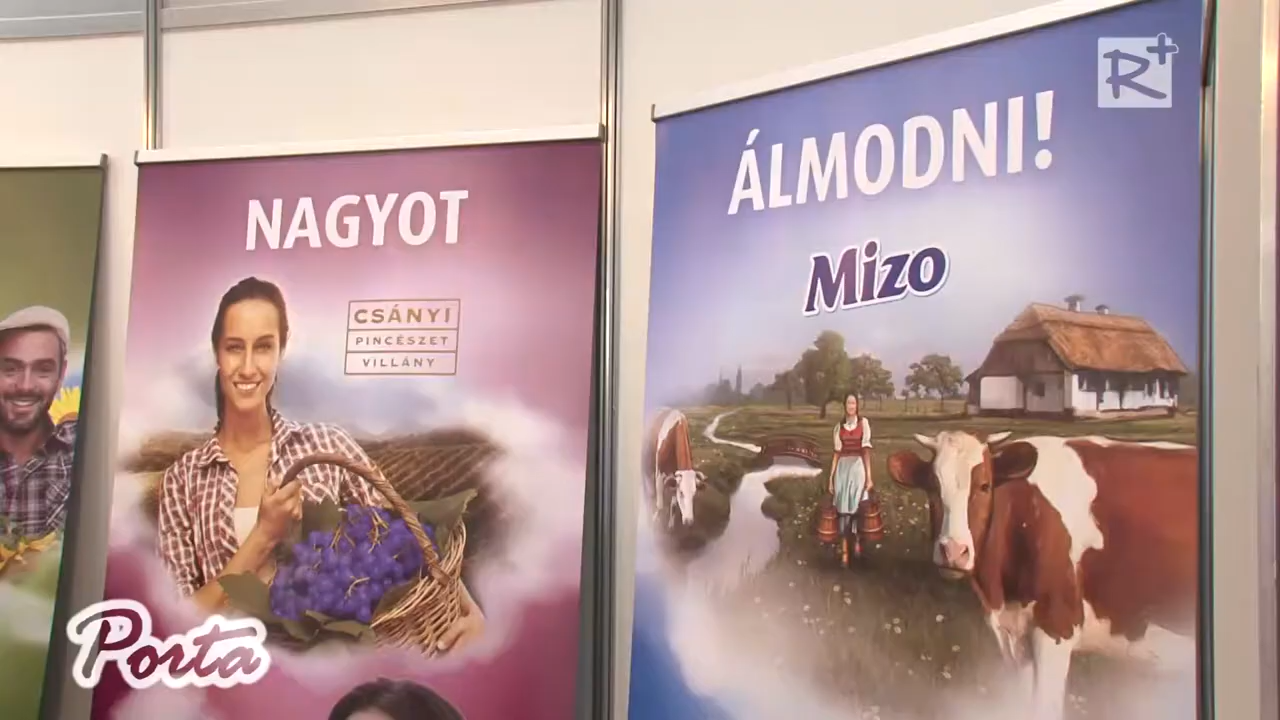 NAGYOT
CSÁNYI
PINCÉSZET
VILLÁNY
ÁLMODNI!
Mizo
R+
Porta